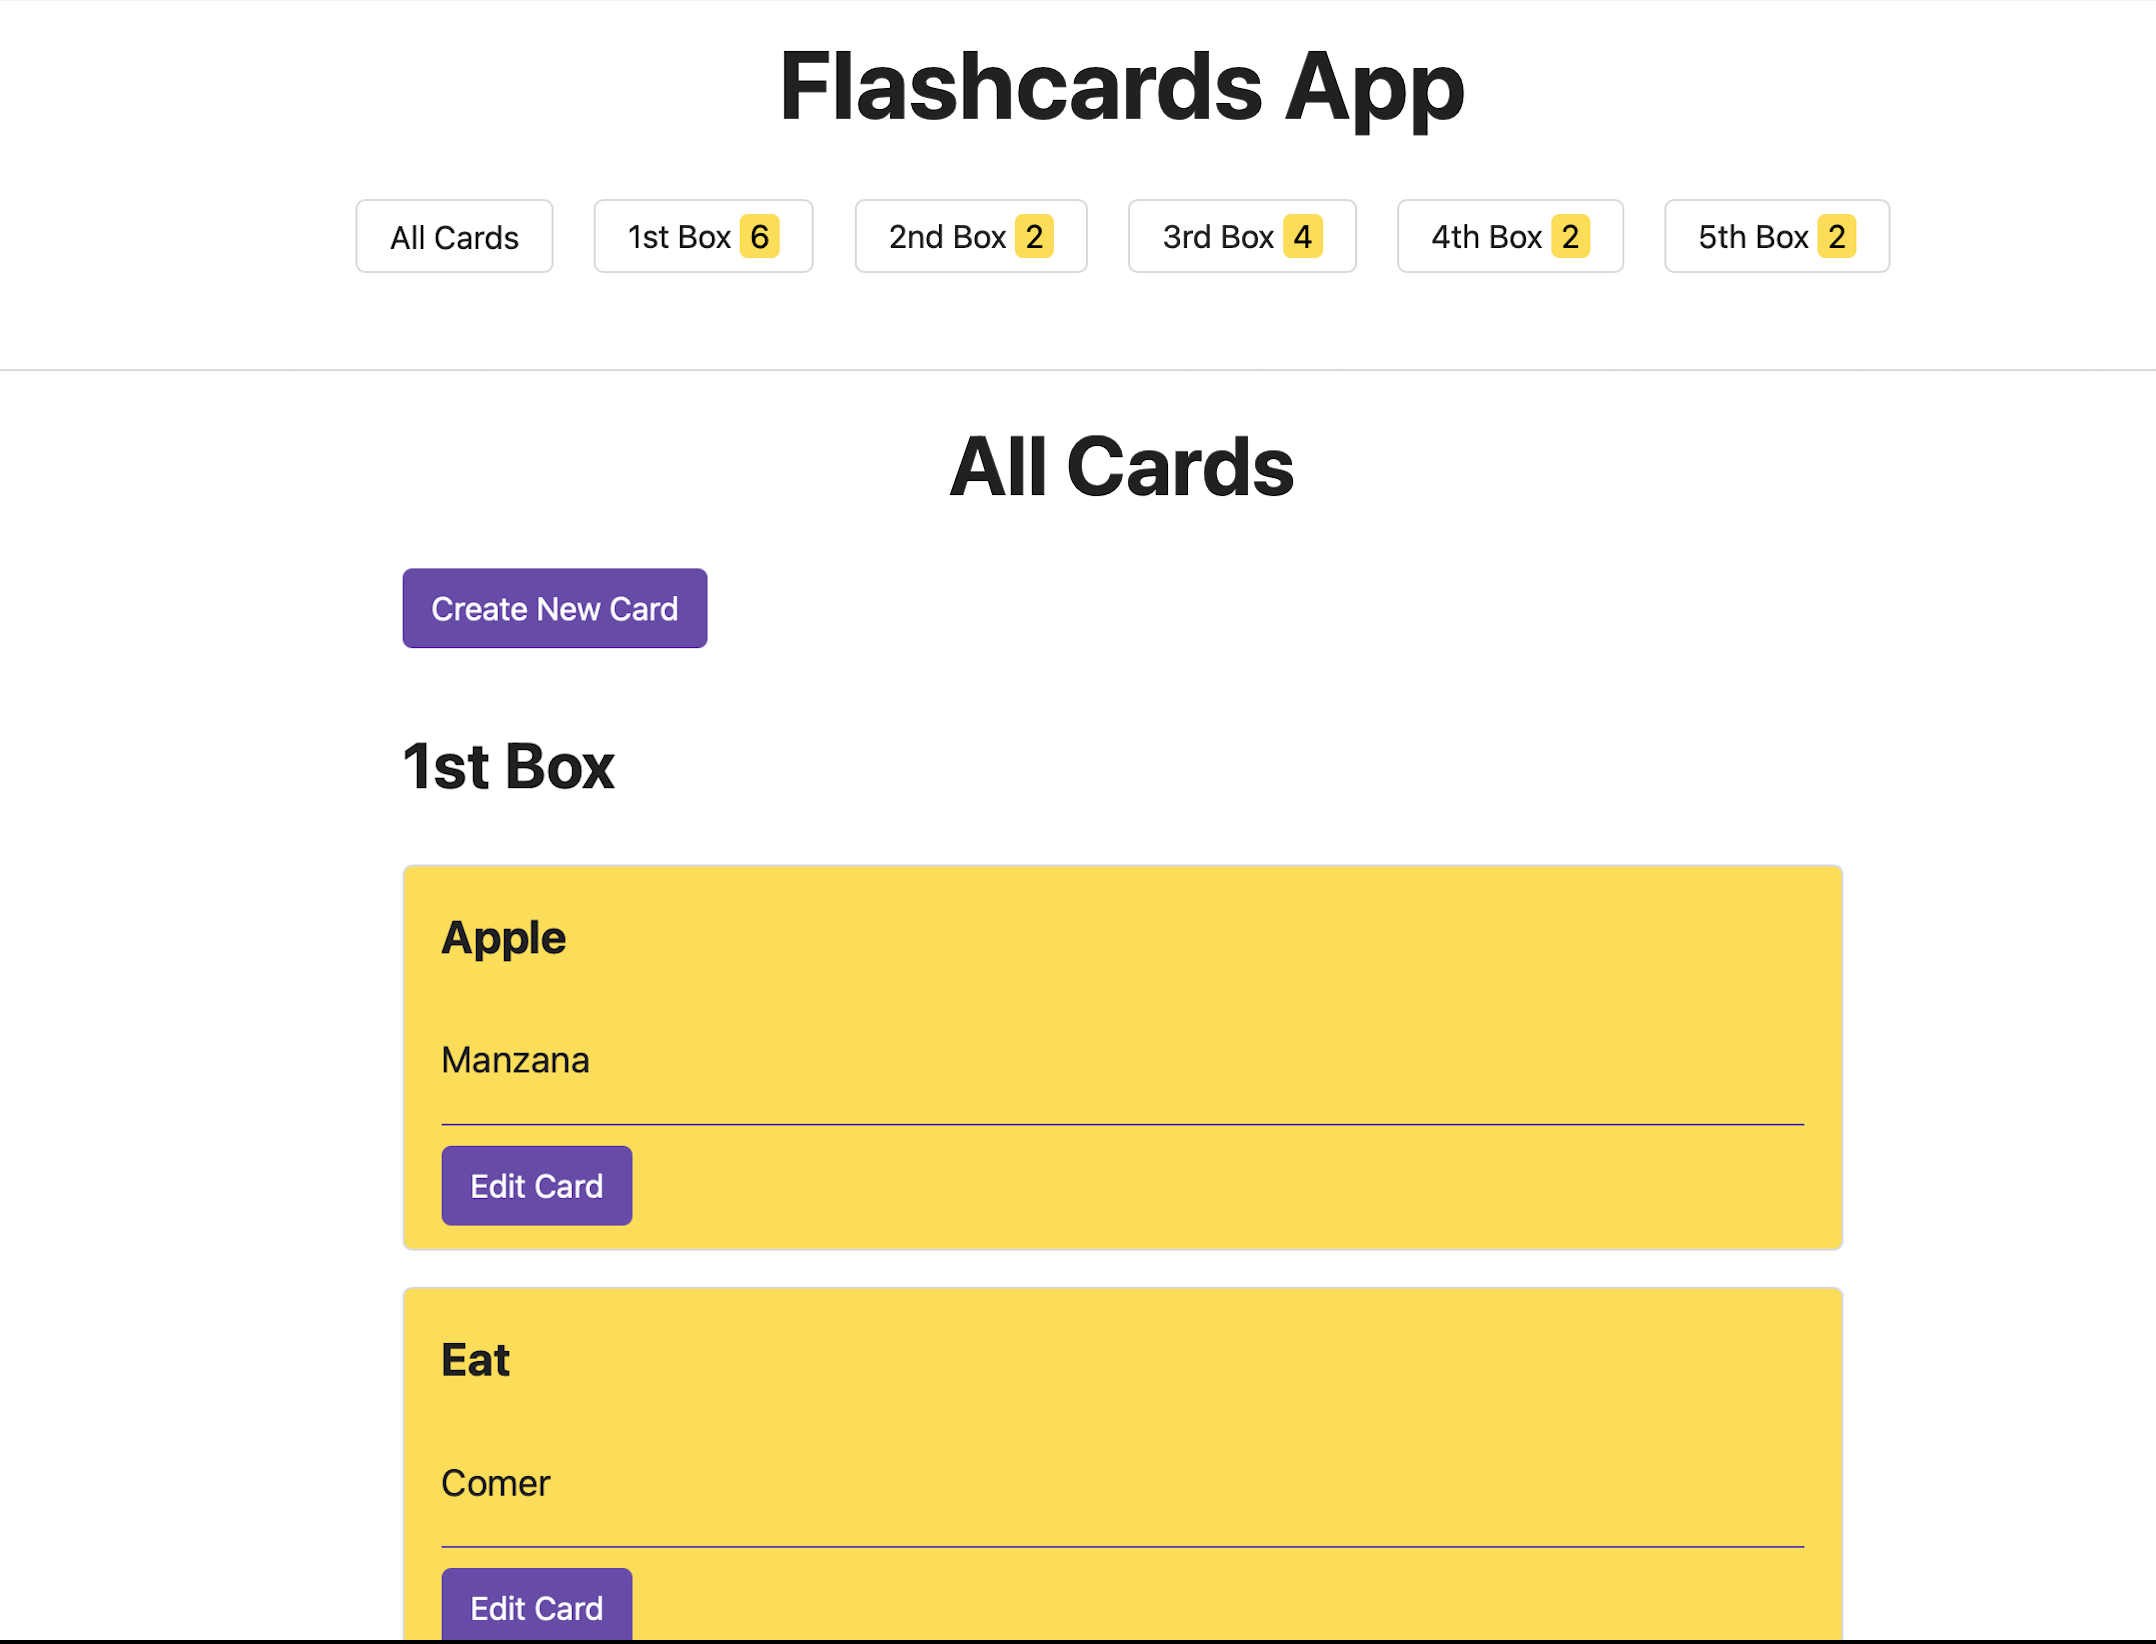 Flashcards App
All Cards 1st Box 6 2nd Box 2 3rd Box 4 4th Box 2 5th Box 2
All Cards
Create New Card
1st Box
Apple
Manzana
Edit Card
Eat
Comer
Edit Card